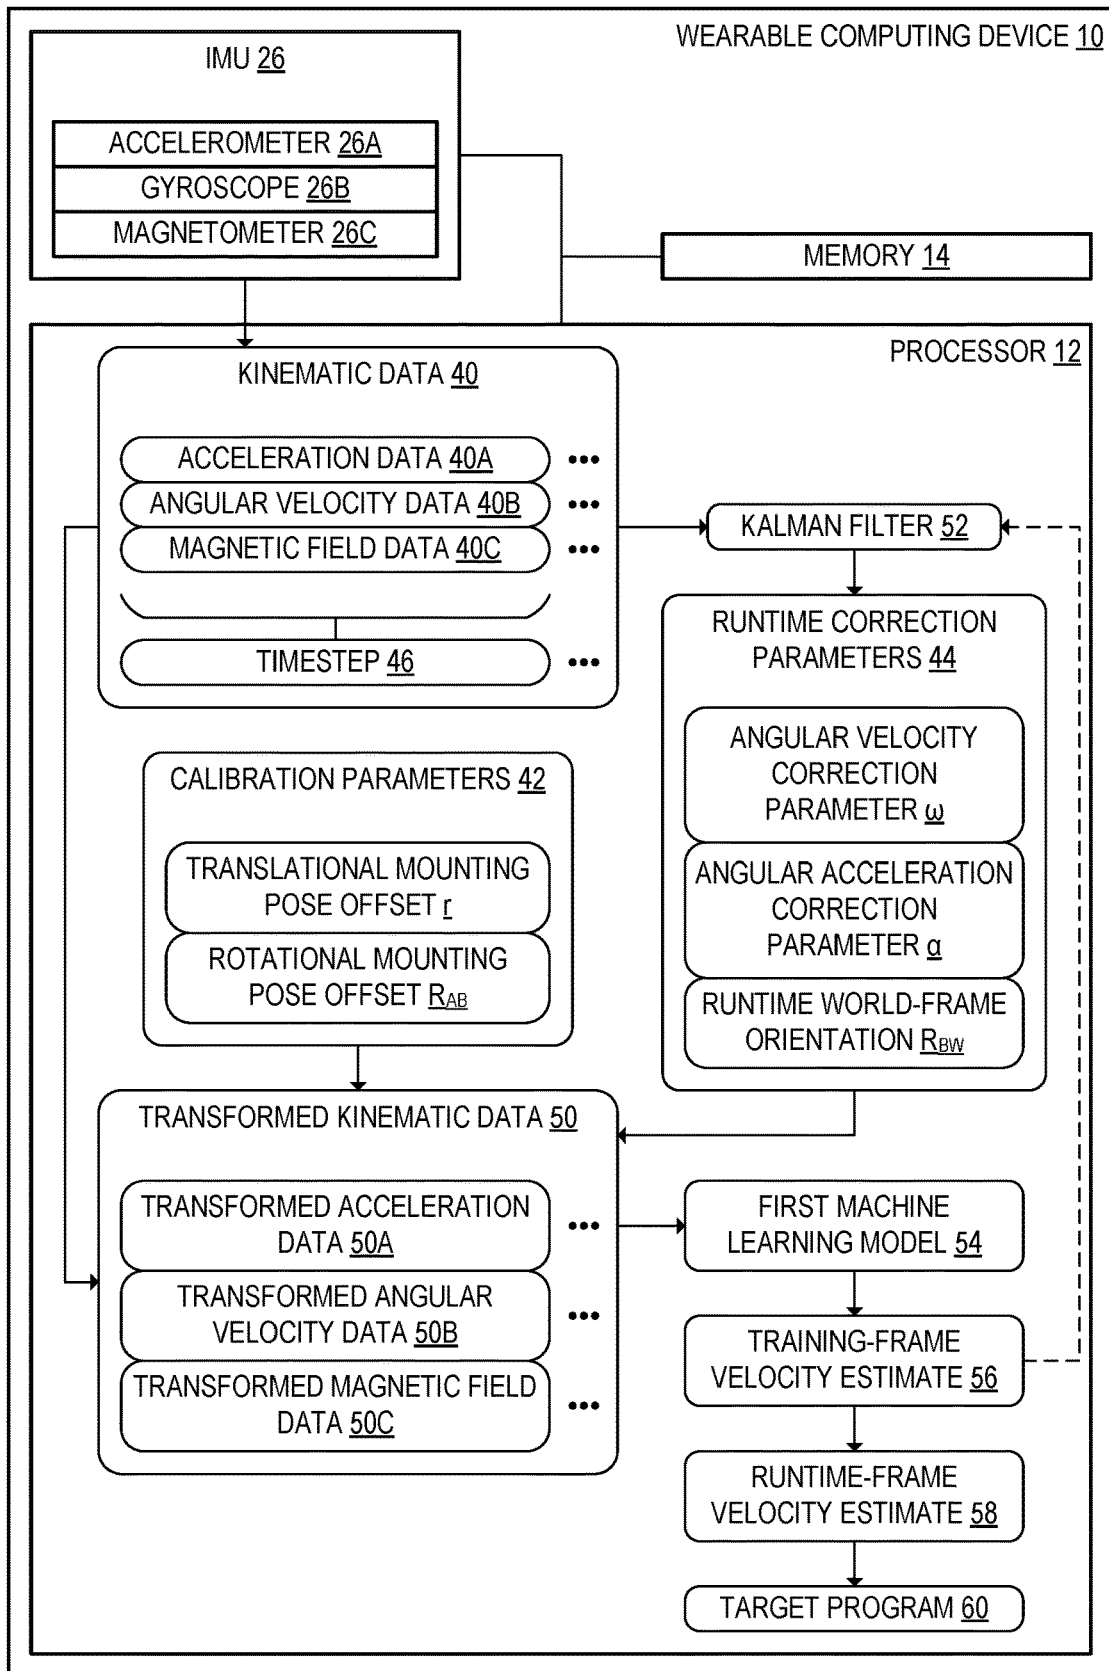 WEARABLE COMPUTING DEVICE 10
IMU 26
ACCELEROMETER 26A
GYROSCOPE 26B
MAGNETOMETER 26C
MEMORY 14
PROCESSOR 12
KINEMATIC DATA 40
ACCELERATION DATA 40A •••
ANGULAR VELOCITY DATA 40B •••
MAGNETIC FIELD DATA 40C •••
TIMESTEP 46 •••
KALMAN FILTER 52
RUNTIME CORRECTION
PARAMETERS 44
ANGULAR VELOCITY
CORRECTION
PARAMETER ω
ANGULAR ACCELERATION
CORRECTION
PARAMETER α
RUNTIME WORLD-FRAME
ORIENTATION RBW
CALIBRATION PARAMETERS 42
TRANSLATIONAL MOUNTING
POSE OFFSET r
ROTATIONAL MOUNTING
POSE OFFSET RAB
TRANSFORMED KINEMATIC DATA 50
TRANSFORMED ACCELERATION
DATA 50A •••
TRANSFORMED ANGULAR
VELOCITY DATA 50B •••
TRANSFORMED MAGNETIC FIELD
DATA 50C •••
FIRST MACHINE
LEARNING MODEL 54
TRAINING-FRAME
VELOCITY ESTIMATE 56
RUNTIME-FRAME
VELOCITY ESTIMATE 58
TARGET PROGRAM 60